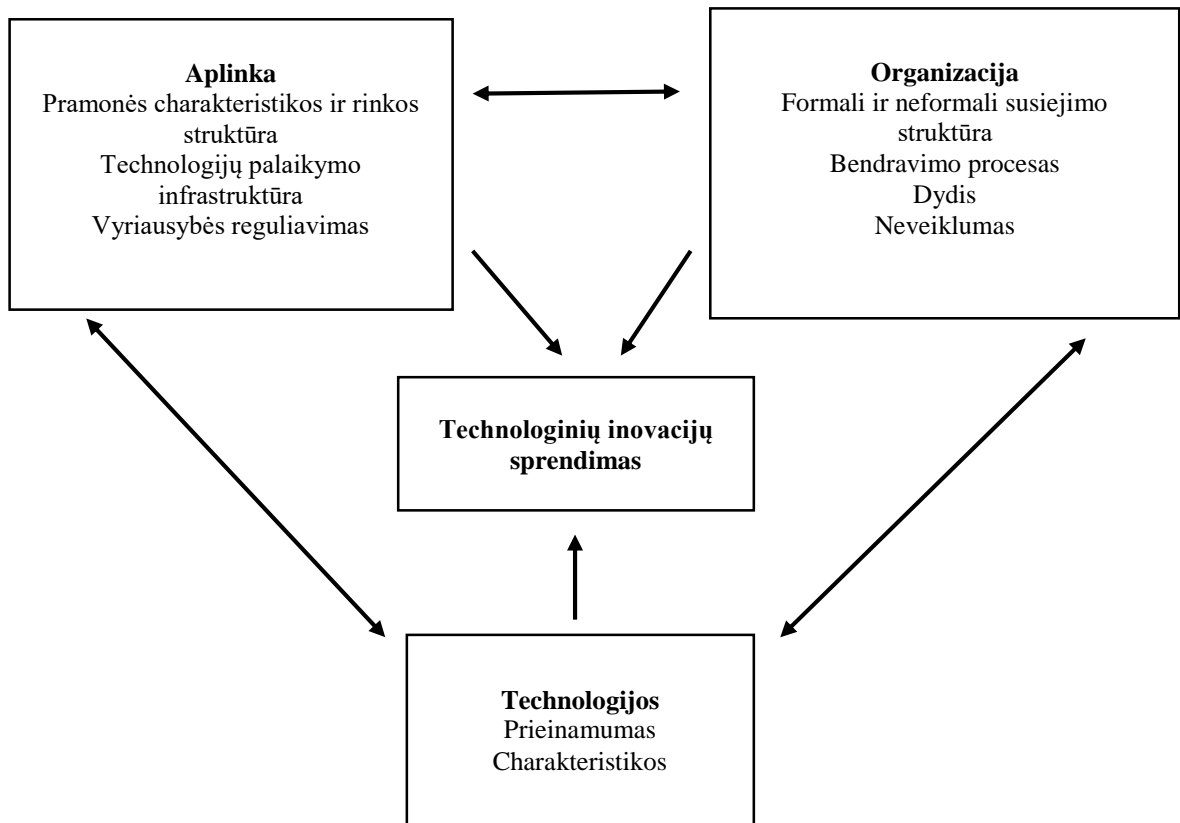 Aplinka
Pramonės charakteristikos ir rinkos
struktūra
Technologijų palaikymo
infrastruktūra
Vyriausybės reguliavimas
Organizacija
Formali ir neformali susiejimo
struktūra
Bendravimo procesas
Dydis
Neveiklumas
Technologinių inovacijų
sprendimas
Technologijos
Prieinamumas
Charakteristikos